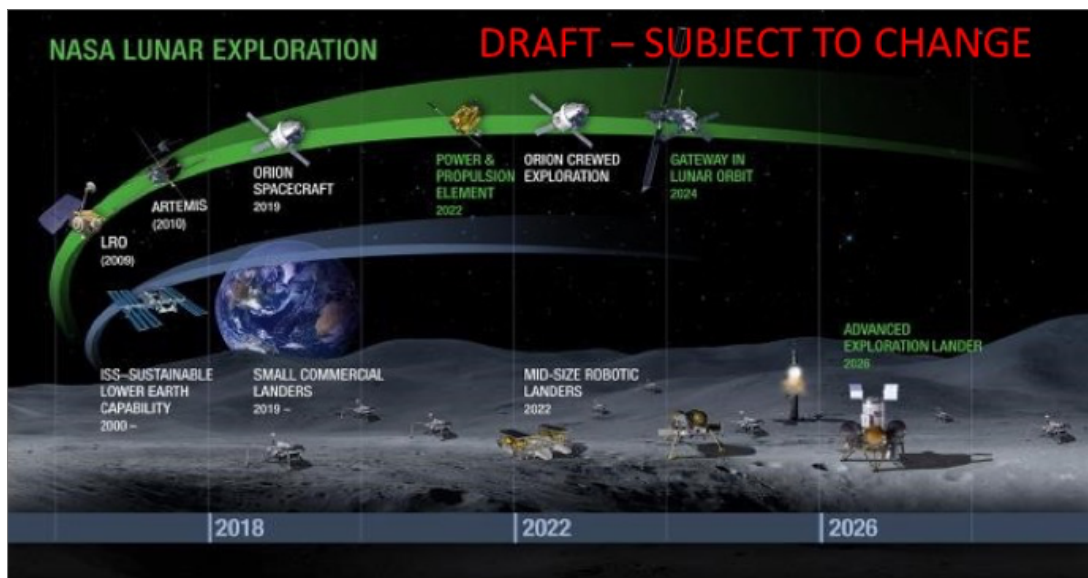 NASA LUNAR EXPLORATION
DRAFT – SUBJECT TO CHANGE
LRO
(2009)
ARTEMIS
(2010)
ORION
SPACECRAFT
2019
POWER &
PROPULSION
ELEMENT
2022
ORION CREWED
EXPLORATION
GATEWAY IN
LUNAR ORBIT
2024
ISS–SUSTAINABLE
LOWER EARTH
CAPABILITY
2000 –
SMALL COMMERCIAL
LANDERS
2019 –
MID-SIZE ROBOTIC
LANDERS
2022
ADVANCED
EXPLORATION LANDER
2026
2018
2022
2026